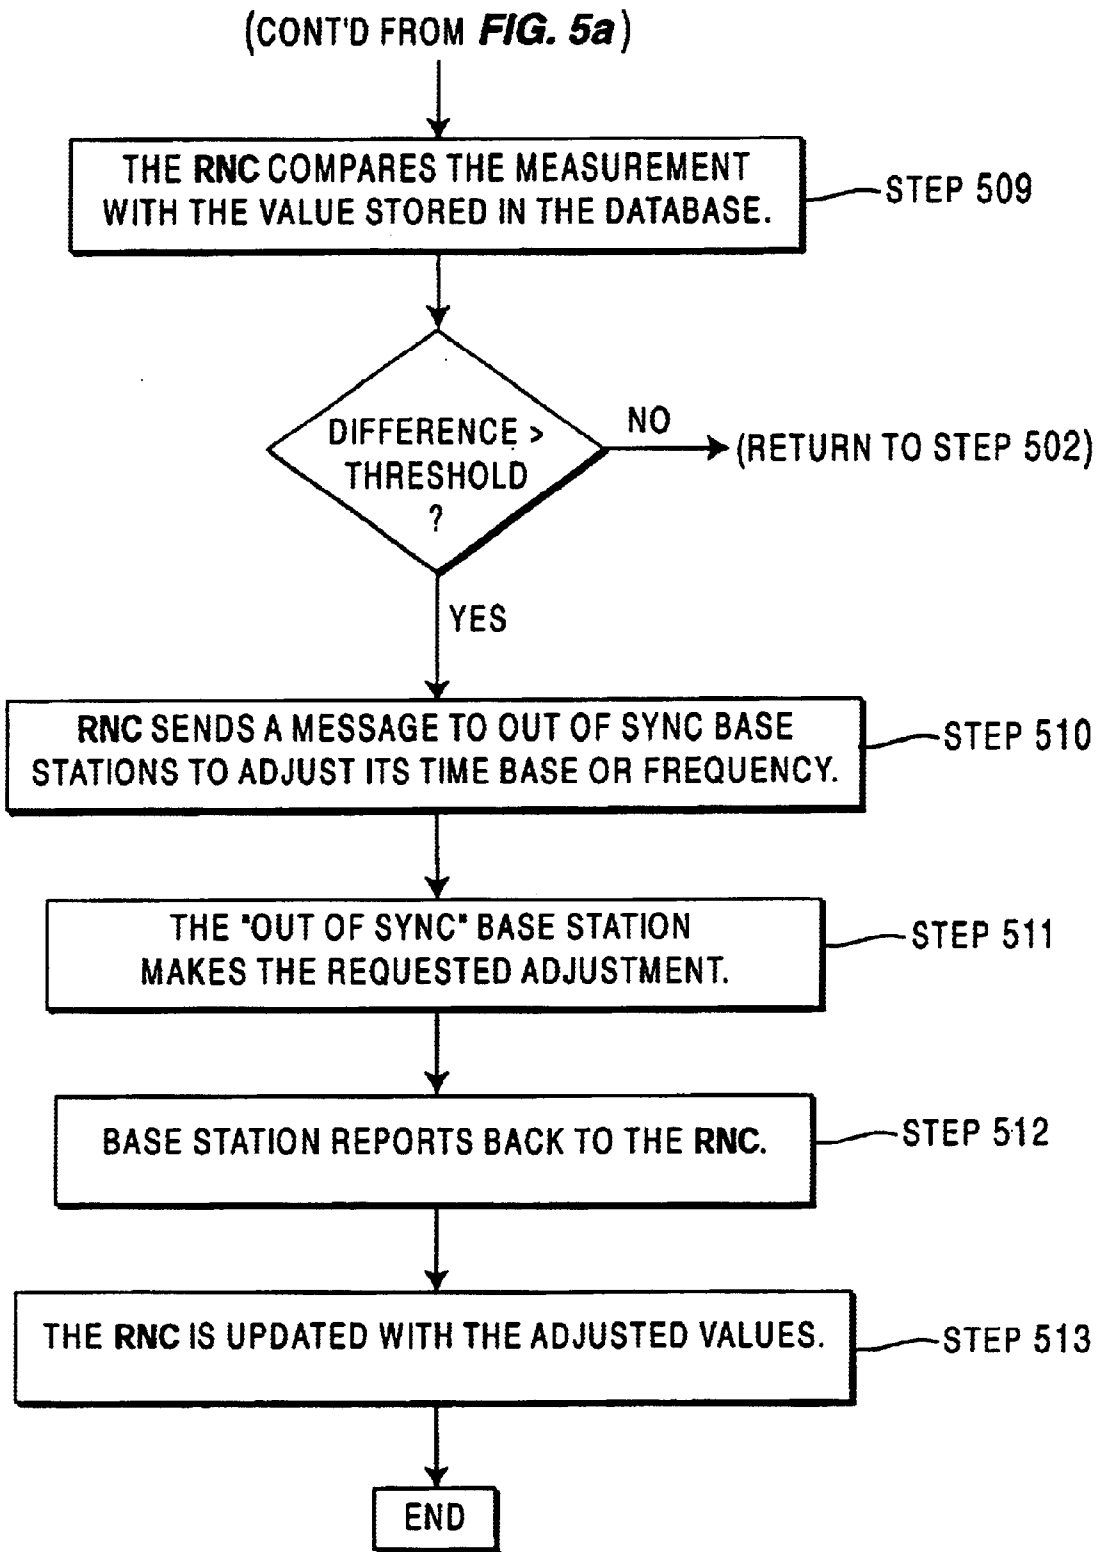 (CONT'D FROM FIG. 5a)
THE RNC COMPARES THE MEASUREMENT
WITH THE VALUE STORED IN THE DATABASE.
STEP 509
DIFFERENCE >
THRESHOLD
?
NO
(RETURN TO STEP 502)
YES
RNC SENDS A MESSAGE TO OUT OF SYNC BASE
STATIONS TO ADJUST ITS TIME BASE OR FREQUENCY.
STEP 510
THE "OUT OF SYNC" BASE STATION
MAKES THE REQUESTED ADJUSTMENT.
STEP 511
BASE STATION REPORTS BACK TO THE RNC.
STEP 512
THE RNC IS UPDATED WITH THE ADJUSTED VALUES.
STEP 513
END